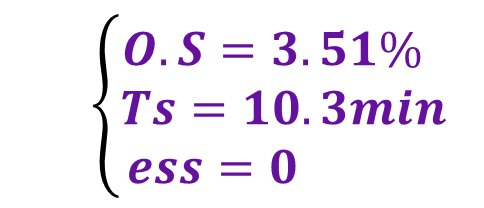 O.S = 3.51%
Ts = 10.3min
ess = 0